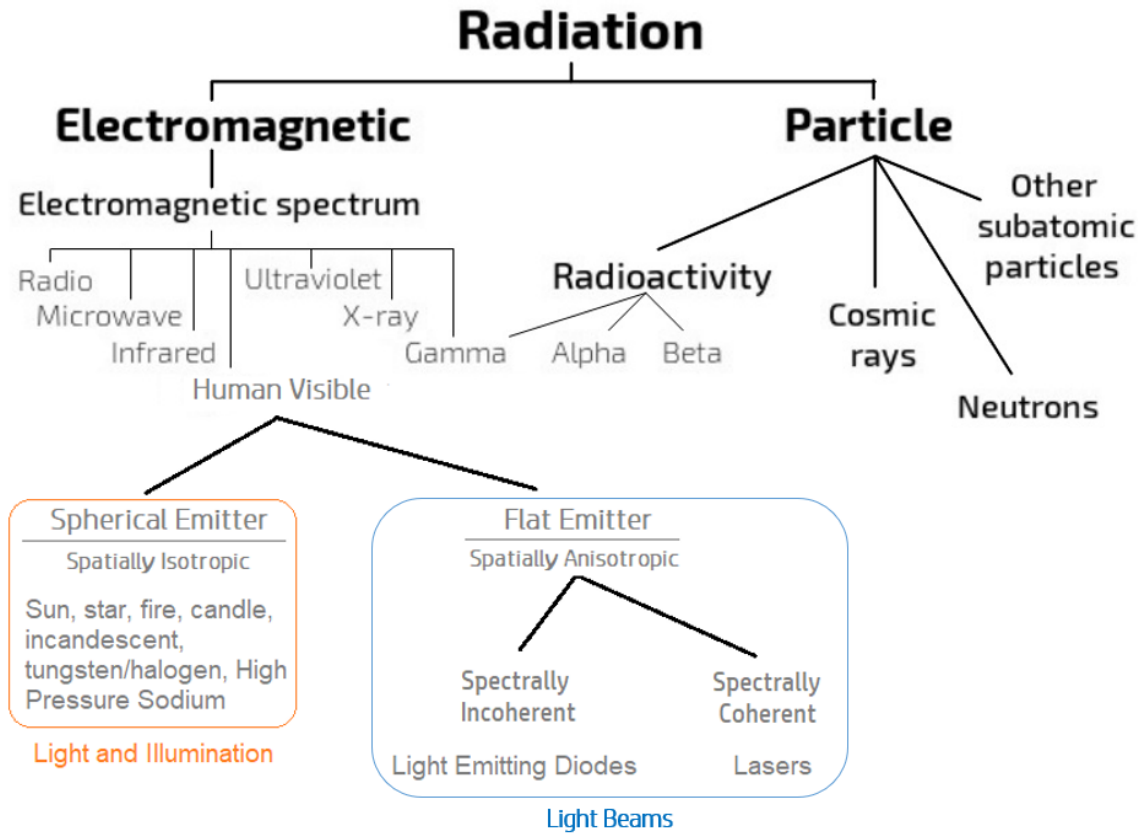 Radiation
Electromagnetic
Particle
Electromagnetic spectrum
Radio
Microwave
Infrared
Human Visible
Ultraviolet
X-ray
Gamma
Radioactivity
Alpha
Beta
Cosmic
rays
Neutrons
Other
subatomic
particles
Spherical Emitter
Spatially Isotropic
Sun, star, fire, candle,
incandescent,
tungsten/halogen, High
Pressure Sodium
Light and Illumination
Flat Emitter
Spatially Anisotropic
Spectrally
Incoherent
Light Emitting Diodes
Spectrally
Coherent
Lasers
Light Beams